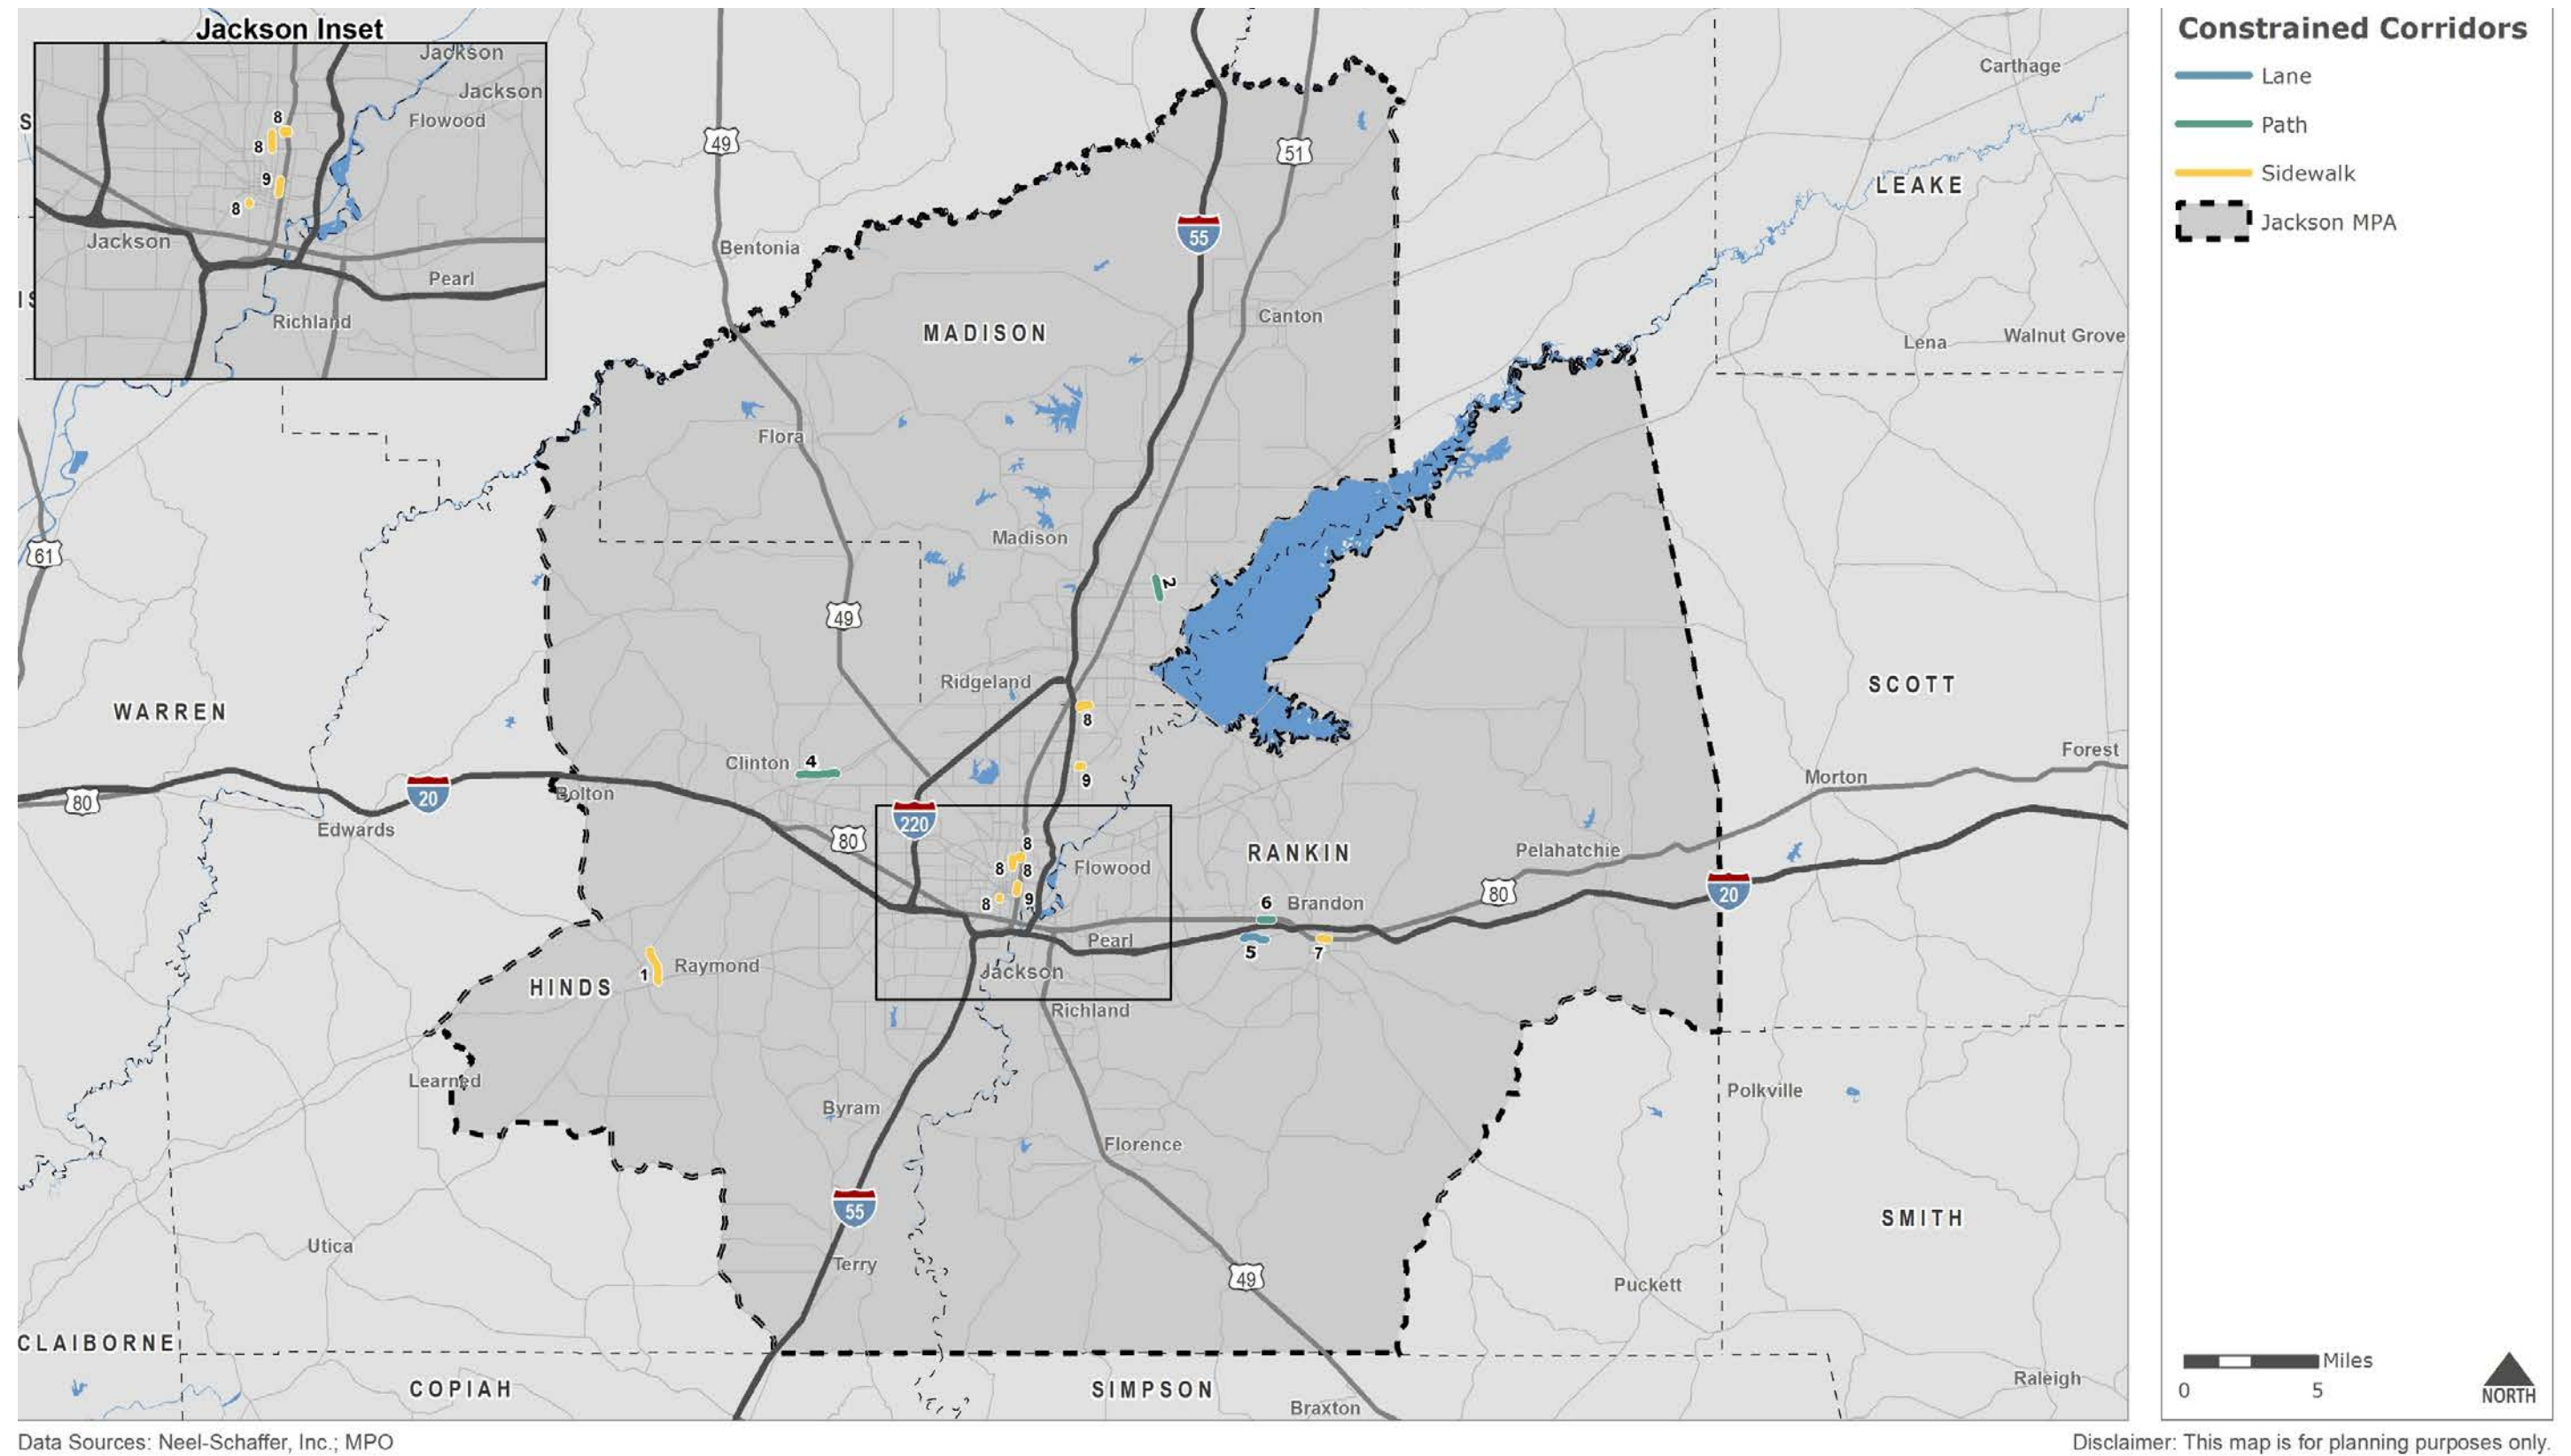 Jackson Inset
Jackson
Jackson
Flowood
8
8
9
8
Jackson
Pearl
Richland
S
IS
Constrained Corridors
Lane
Path
Sidewalk
Jackson MPA
Carthage
LEAKE
49
51
55
Bentonia
Canton
MADISON
Lena
Walnut Grove
Flora
Madison
61
2
49
Ridgeland
SCOTT
WARREN
8
Forest
Clinton
4
9
Morton
20
80
Bolton
Edwards
220
80
8
8
8
Flowood
RANKIN
Pelahatchie
80
20
8
9
6
Brandon
Pearl
5
7
1
Raymond
Jackson
HINDS
Richland
Learned
Byram
Polkville
Florence
55
SMITH
Utica
Terry
49
Puckett
CLAIBORNE
COPIAH
SIMPSON
Braxton
Raleigh
Miles
0
5
NORTH
Data Sources: Neel-Schaffer, Inc.; MPO
Disclaimer: This map is for planning purposes only.